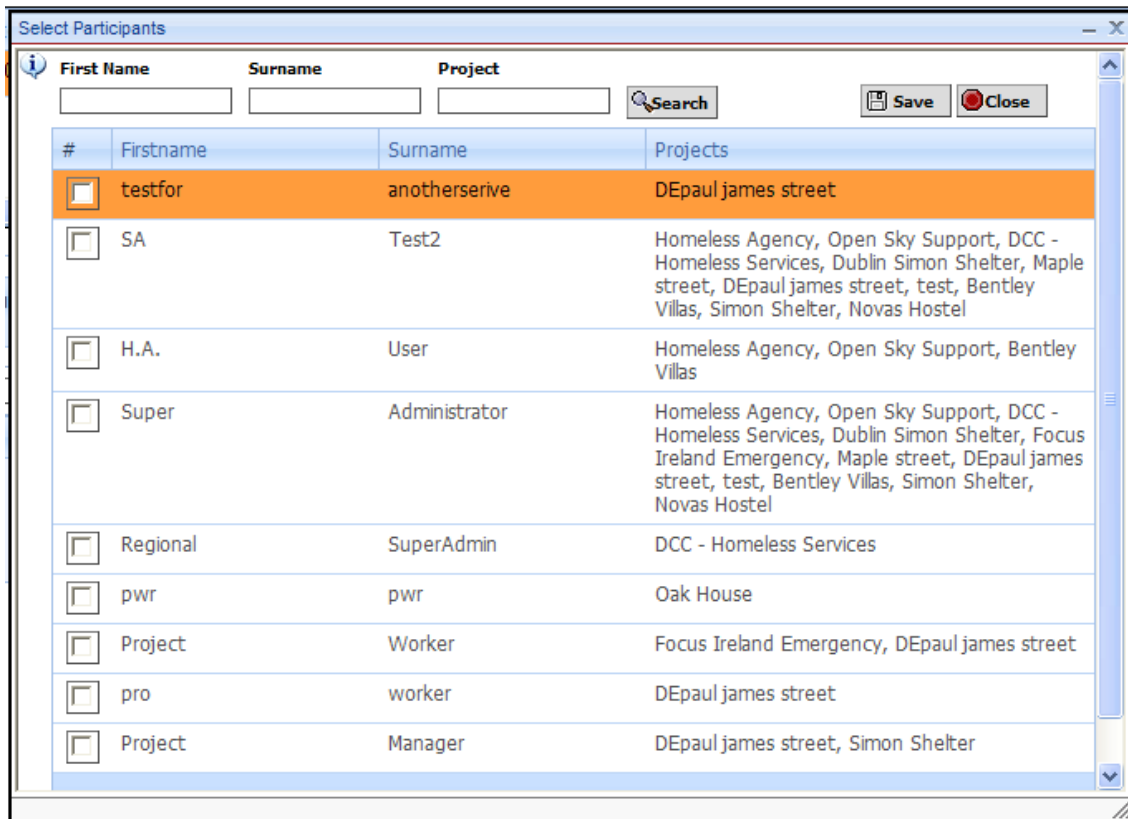 Select Participants
First Name Surname Project
Search Save Close
# Firstname Surname Projects
testfor anotherserive DEpaul james street
SA Test2 Homeless Agency, Open Sky Support, DCC -
Homeless Services, Dublin Simon Shelter, Maple
street, DEpaul james street, test, Bentley
Villas, Simon Shelter, Novas Hostel
H.A. User Homeless Agency, Open Sky Support, Bentley
Villas
Super Administrator Homeless Agency, Open Sky Support, DCC -
Homeless Services, Dublin Simon Shelter, Focus
Ireland Emergency, Maple street, DEpaul james
street, test, Bentley Villas, Simon Shelter,
Novas Hostel
Regional SuperAdmin DCC - Homeless Services
pwr pwr Oak House
Project Worker Focus Ireland Emergency, DEpaul james street
pro worker DEpaul james street
Project Manager DEpaul james street, Simon Shelter